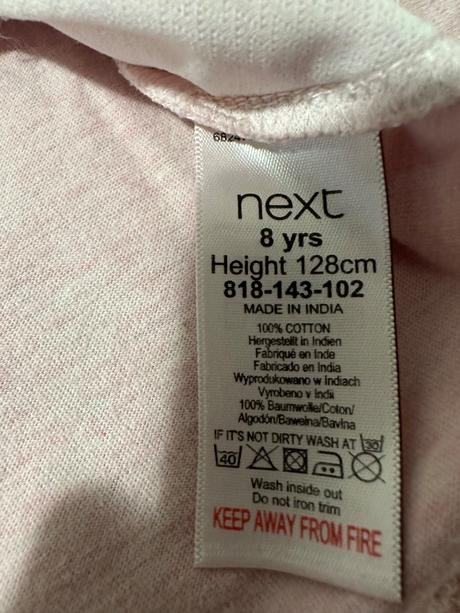 6824
next
8 yrs
Height 128cm
818-143-102
MADE IN INDIA
100% COTTON
Hergestellt in Indien
Fabriqué en Inde
Fabricado en India
Wyprodukowano w Indiach
Vyrobeno v Indii
100% Baumwolle/Coton/
Algodón/Bawełna/Bavlna
IF IT'S NOT DIRTY WASH AT 30
40
Wash inside out
Do not iron trim
KEEP AWAY FROM FIRE